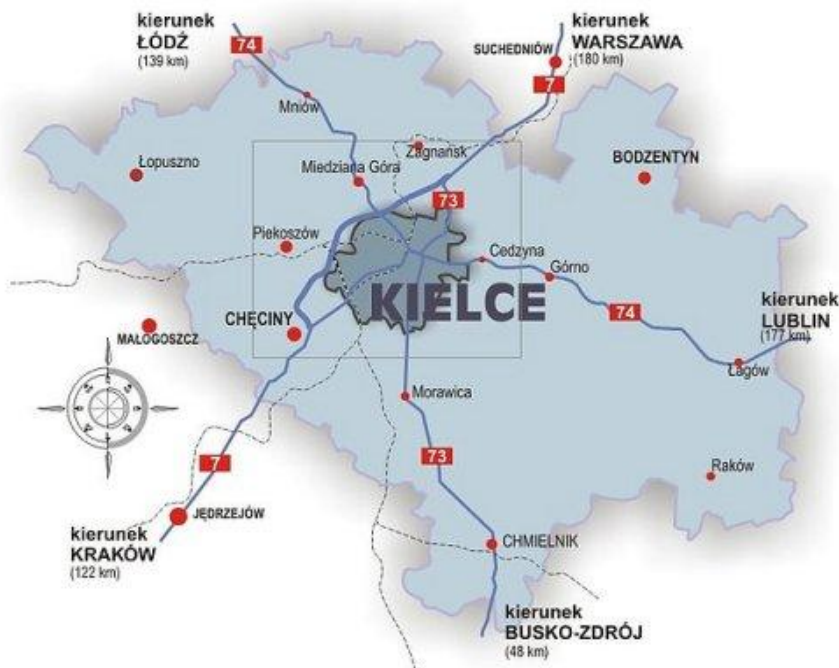 kierunek
ŁÓDŹ
(139 km)
74
kierunek
WARSZAWA
(180 km)
SUCHEDNIÓW
7
Mniów
Zagnańsk
Łopuszno
Miedziana Góra
BODZENTYN
73
Piekoszów
Cedzyna
Górno
KIELCE
kierunek
LUBLIN
(177 km)
CHĘCINY
74
MAŁOGOSZCZ
Łagów
Morawica
7
73
Raków
JĘDRZEJÓW
kierunek
KRAKÓW
(122 km)
CHMIELNIK
kierunek
BUSKO-ZDRÓJ
(48 km)